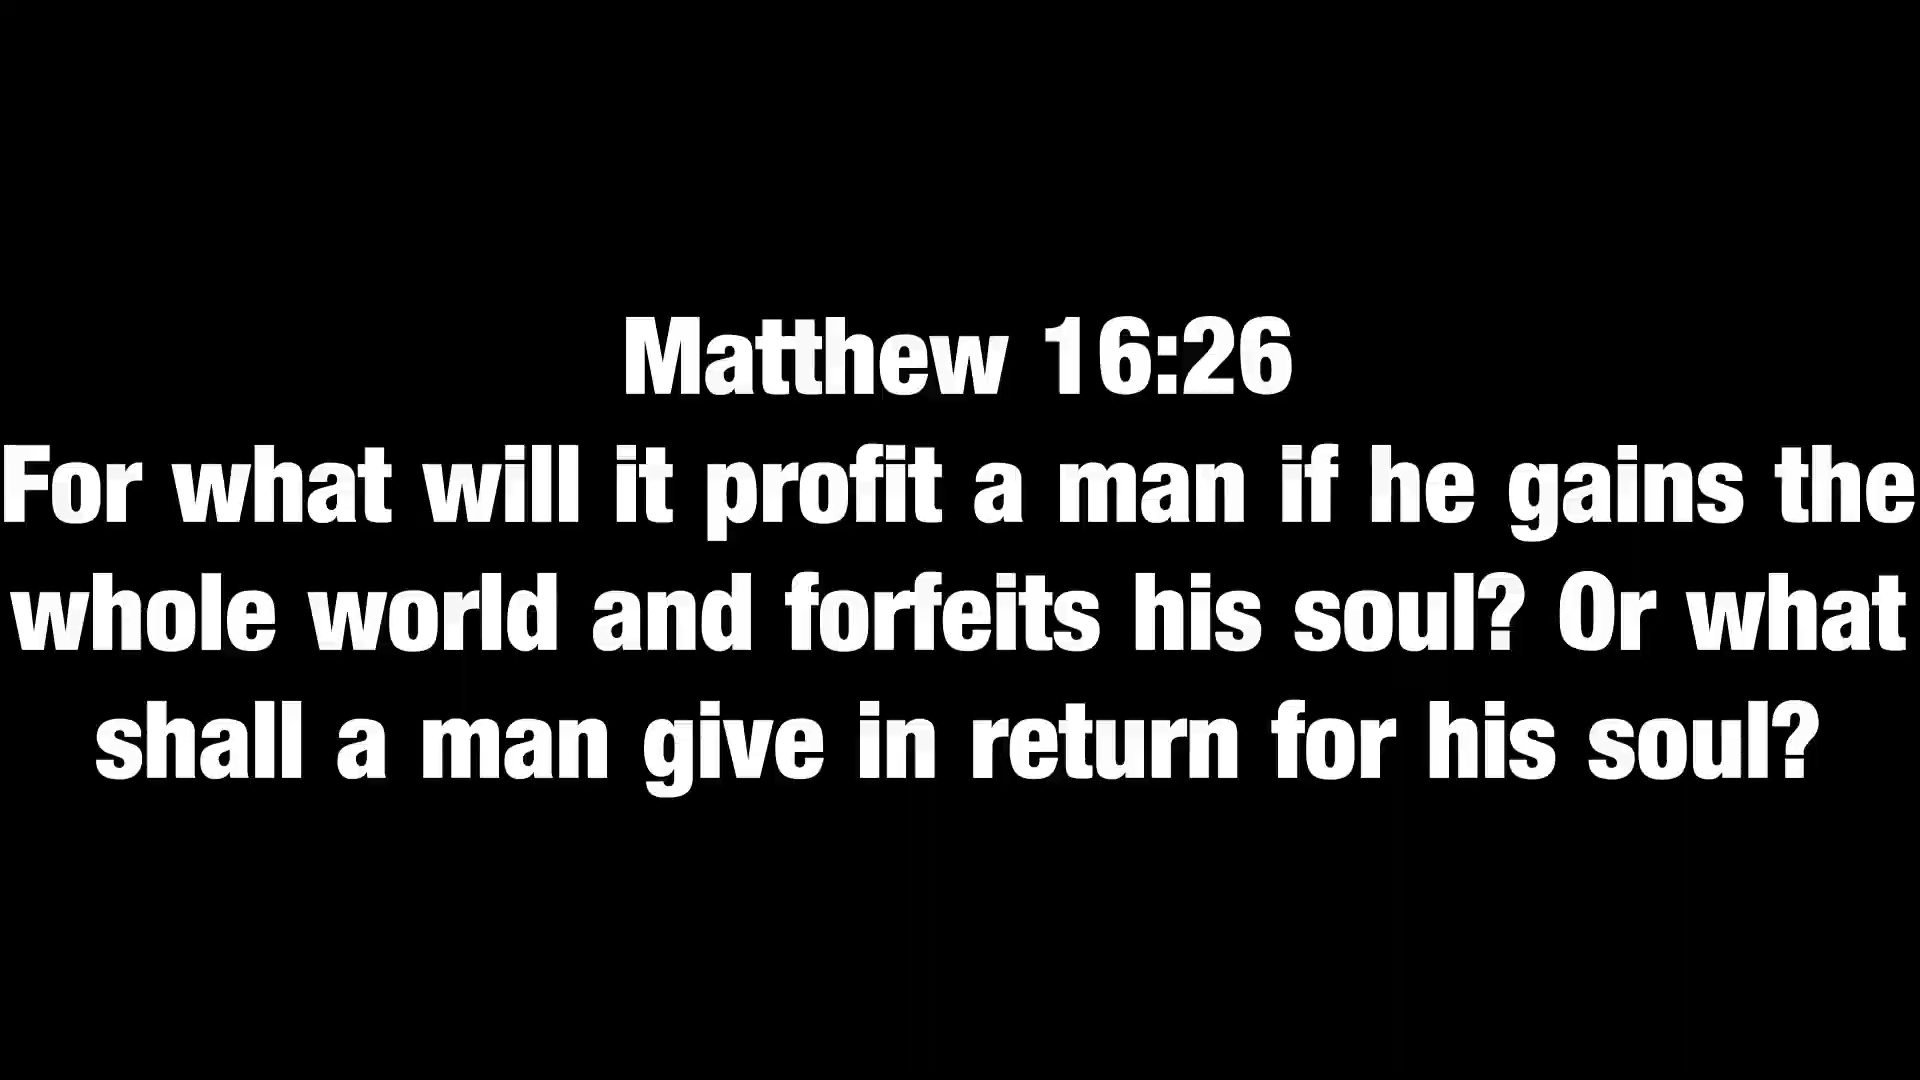 Matthew 16:26
For what will it profit a man if he gains the
whole world and forfeits his soul? Or what
shall a man give in return for his soul?